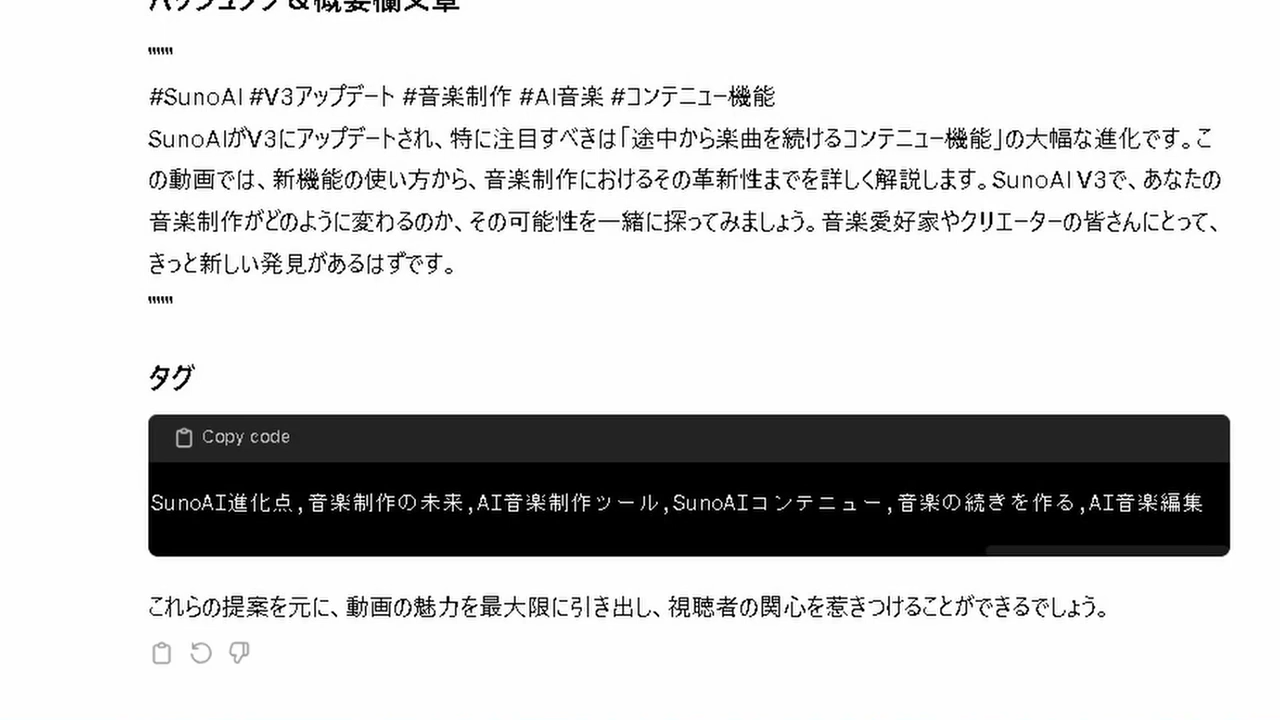 ハッシュタグ&概要欄文章
""""
#SunoAI #V3アップデート #音楽制作 #AI音楽 #コンテニュー機能
SunoAIがV3にアップデートされ、特に注目すべきは「途中から楽曲を続けるコンテニュー機能」の大幅な進化です。こ
の動画では、新機能の使い方から、音楽制作におけるその革新性までを詳しく解説します。SunoAI V3で、あなたの
音楽制作がどのように変わるのか、その可能性を一緒に探ってみましょう。音楽愛好家やクリエーターの皆さんにとって、
きっと新しい発見があるはずです。
""""
タグ
Copy code
SunoAI進化点,音楽制作の未来,AI音楽制作ツール,SunoAIコンテニュー,音楽の続きを作る,AI音楽編集
これらの提案を元に、動画の魅力を最大限に引き出し、視聴者の関心を惹きつけることができるでしょう。